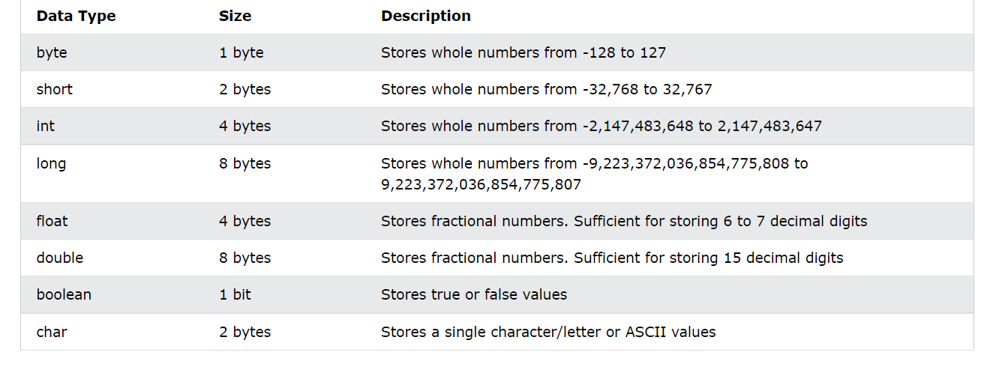 Data Type Size Description
byte 1 byte Stores whole numbers from -128 to 127
short 2 bytes Stores whole numbers from -32,768 to 32,767
int 4 bytes Stores whole numbers from -2,147,483,648 to 2,147,483,647
long 8 bytes Stores whole numbers from -9,223,372,036,854,775,808 to
9,223,372,036,854,775,807
float 4 bytes Stores fractional numbers. Sufficient for storing 6 to 7 decimal digits
double 8 bytes Stores fractional numbers. Sufficient for storing 15 decimal digits
boolean 1 bit Stores true or false values
char 2 bytes Stores a single character/letter or ASCII values